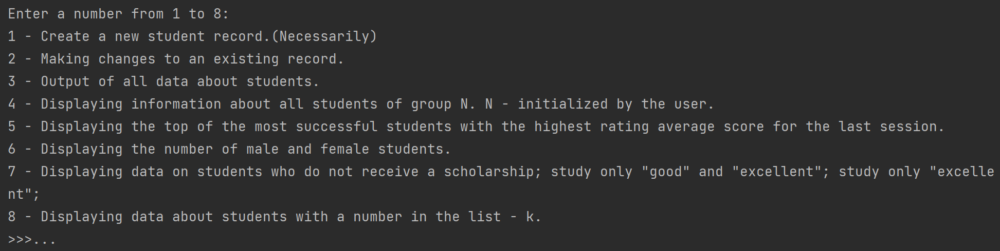 Enter a number from 1 to 8:
1 - Create a new student record.(Necessarily)
2 - Making changes to an existing record.
3 - Output of all data about students.
4 - Displaying information about all students of group N. N - initialized by the user.
5 - Displaying the top of the most successful students with the highest rating average score for the last session.
6 - Displaying the number of male and female students.
7 - Displaying data on students who do not receive a scholarship; study only "good" and "excellent"; study only "excelle
nt";
8 - Displaying data about students with a number in the list - k.
>>>...